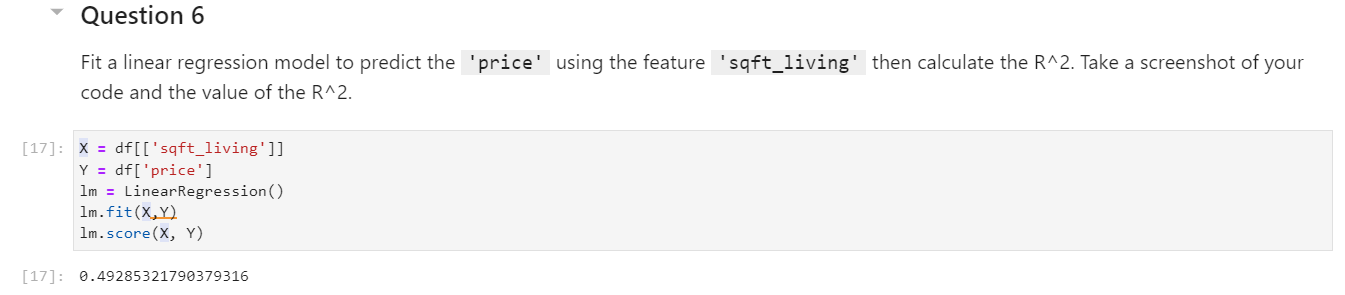 Question 6
Fit a linear regression model to predict the 'price' using the feature 'sqft_living' then calculate the R^2. Take a screenshot of your
code and the value of the R^2.
[17]: X = df[['sqft_living']]
Y = df['price']
lm = LinearRegression()
lm.fit(X,Y)
lm.score(X, Y)
[17]: 0.49285321790379316